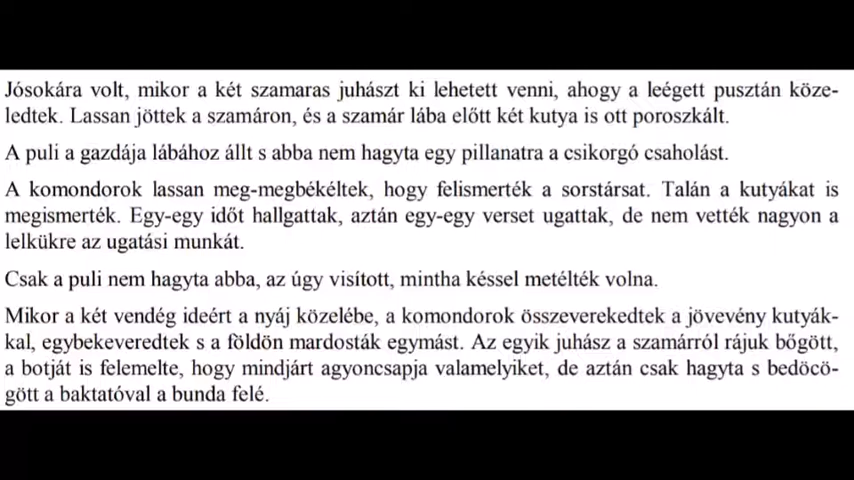 Jósokára volt, mikor a két szamaras juhászt ki lehetett venni, ahogy a leégett pusztán köze-
ledtek. Lassan jöttek a szamáron, és a szamár lába előtt két kutya is ott poroszkált.
A puli a gazdája lábához állt s abba nem hagyta egy pillanatra a csikorgó csaholást.
A komondorok lassan meg-megbékéltek, hogy felismerték a sorstársat. Talán a kutyákat is
megismerték. Egy-egy időt hallgattak, aztán egy-egy verset ugattak, de nem vették nagyon a
lelkükre az ugatási munkát.
Csak a puli nem hagyta abba, az úgy visított, mintha késsel metélték volna.
Mikor a két vendég ideért a nyáj közelébe, a komondorok összeverekedtek a jövevény kutyák-
kal, egybekeveredtek s a földön mardosták egymást. Az egyik juhász a szamárról rájuk bőgött,
a botját is felemelte, hogy mindjárt agyoncsapja valamelyiket, de aztán csak hagyta s bedöcö-
gött a baktatóval a bunda felé.